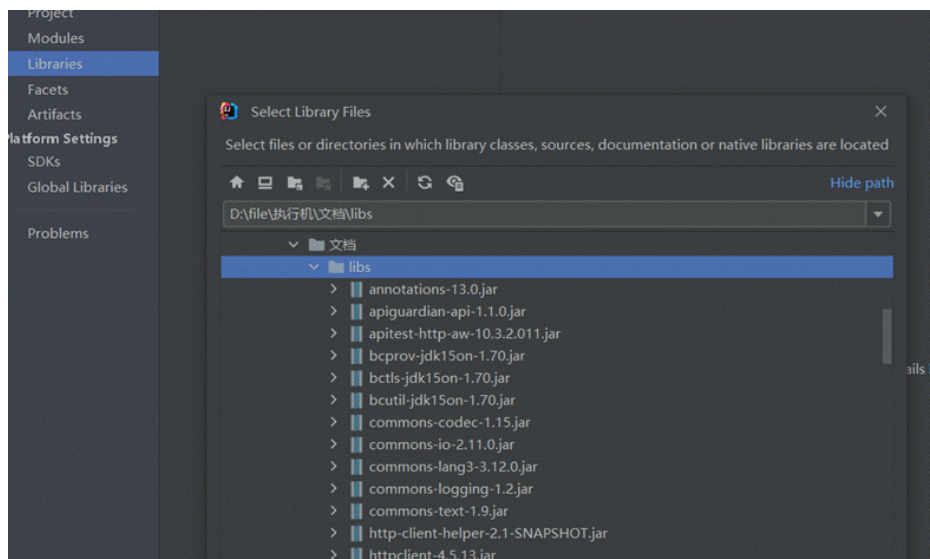 Project
Modules
Libraries
Facets
Artifacts
Platform Settings
SDKs
Global Libraries
Problems
Select Library Files
Select files or directories in which library classes, sources, documentation or native libraries are located
Hide path
D:\file\执行机\文档\libs
文档
libs
annotations-13.0.jar
apiguardian-api-1.1.0.jar
apitest-http-aw-10.3.2.011.jar
bcprov-jdk15on-1.70.jar
bctls-jdk15on-1.70.jar
bcutil-jdk15on-1.70.jar
commons-codec-1.15.jar
commons-io-2.11.0.jar
commons-lang3-3.12.0.jar
commons-logging-1.2.jar
commons-text-1.9.jar
http-client-helper-2.1-SNAPSHOT.jar
httpclient-4.5.13.jar
ails